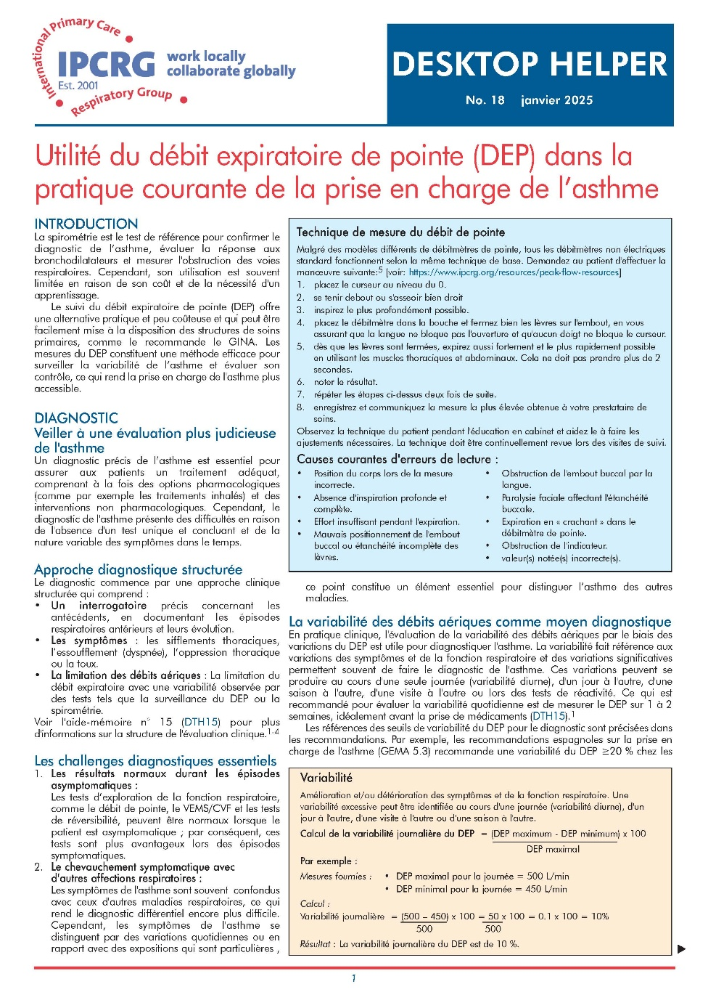 International Primary Care
IPCRG
Est. 2001
Respiratory Group
work locally
collaborate globally
DESKTOP HELPER
No. 18 janvier 2025
Utilité du débit expiratoire de pointe (DEP) dans la
pratique courante de la prise en charge de l’asthme
INTRODUCTION
La spirométrie est le test de référence pour confirmer le
diagnostic de l’asthme, évaluer la réponse aux
bronchodilatateurs et mesurer l'obstruction des voies
respiratoires. Cependant, son utilisation est souvent
limitée en raison de son coût et de la nécessité d'un
apprentissage.
Le suivi du débit expiratoire de pointe (DEP) offre
une alternative pratique et peu coûteuse et qui peut être
facilement mise à la disposition des structures de soins
primaires, comme le recommande le GINA. Les
mesures du DEP constituent une méthode efficace pour
surveiller la variabilité de l’asthme et évaluer son
contrôle, ce qui rend la prise en charge de l'asthme plus
accessible.
DIAGNOSTIC
Veiller à une évaluation plus judicieuse
de l'asthme
Un diagnostic précis de l’asthme est essentiel pour
assurer aux patients un traitement adéquat,
comprenant à la fois des options pharmacologiques
(comme par exemple les traitements inhalés) et des
interventions non pharmacologiques. Cependant, le
diagnostic de l'asthme présente des difficultés en raison
de l'absence d'un test unique et concluant et de la
nature variable des symptômes dans le temps.
Approche diagnostique structurée
Le diagnostic commence par une approche clinique
structurée qui comprend :
• Un interrogatoire précis concernant les
antécédents, en documentant les épisodes
respiratoires antérieurs et leurs évolution.
• Les symptômes : les sifflements thoraciques,
l’essoufflement (dyspnée), l’oppression thoracique
ou la toux.
• La limitation des débits aériques : La limitation du
débit expiratoire avec une variabilité observée par
des tests tels que la surveillance du DEP ou la
spirométrie.
Voir l'aide-mémoire n° 15 (DTH15) pour plus
d'informations sur la structure de l'évaluation clinique.1-4
Les challenges diagnostiques essentiels
1. Les résultats normaux durant les épisodes
asymptomatiques :
Les tests d’exploration de la fonction respiratoire,
comme le débit de pointe, le VEMS/CVF et les tests
de réversibilité, peuvent être normaux lorsque le
patient est asymptomatique ; par conséquent, ces
tests sont plus avantageux lors des épisodes
symptomatiques.
2. Le chevauchement symptomatique avec
d'autres affections respiratoires :
Les symptômes de l'asthme sont souvent confondus
avec ceux d'autres maladies respiratoires, ce qui
rend le diagnostic différentiel encore plus difficile.
Cependant, les symptômes de l'asthme se
distinguent par des variations quotidiennes ou en
rapport avec des expositions qui sont particulières ,
Technique de mesure du débit de pointe
Malgré des modèles différents de débitmètres de pointe, tous les débitmètres non électriques
standard fonctionnent selon la même technique de base. Demandez au patient d'effectuer la
manœuvre suivante:5 [voir: https://www.ipcrg.org/resources/peak-flow-resources]
1. placez le curseur au niveau du 0.
2. se tenir debout ou s'asseoir bien droit
3. inspirez le plus profondément possible.
4. placez le débitmètre dans la bouche et fermez bien les lèvres sur l'embout, en vous
assurant que la langue ne bloque pas l'ouverture et qu'aucun doigt ne bloque le curseur.
5. dès que les lèvres sont fermées, expirez aussi fortement et le plus rapidement possible
en utilisant les muscles thoraciques et abdominaux. Cela ne doit pas prendre plus de 2
secondes.
6. noter le résultat.
7. répéter les étapes ci-dessus deux fois de suite.
8. enregistrez et communiquez la mesure la plus élevée obtenue à votre prestataire de
soins.
Observez la technique du patient pendant l'éducation en cabinet et aidez le à faire les
ajustements nécessaires. La technique doit être continuellement revue lors des visites de suivi.
Causes courantes d'erreurs de lecture :
• Position du corps lors de la mesure
incorrecte.
• Absence d'inspiration profonde et
complète.
• Effort insuffisant pendant l'expiration.
• Mauvais positionnement de l'embout
buccal ou étanchéité incomplète des
lèvres.
• Obstruction de l'embout buccal par la
langue.
• Paralysie faciale affectant l'étanchéité
buccale.
• Expiration en « crachant » dans le
débitmètre de pointe.
• Obstruction de l'indicateur.
• valeur(s) notée(s) incorrecte(s).
ce point constitue un élément essentiel pour distinguer l’asthme des autres
maladies.
La variabilité des débits aériques comme moyen diagnostique
En pratique clinique, l'évaluation de la variabilité des débits aériques par le biais des
variations du DEP est utile pour diagnostiquer l'asthme. La variabilité fait référence aux
variations des symptômes et de la fonction respiratoire et des variations significatives
permettent souvent de faire le diagnostic de l'asthme. Ces variations peuvent se
produire au cours d'une seule journée (variabilité diurne), d'un jour à l'autre, d'une
saison à l'autre, d'une visite à l'autre ou lors des tests de réactivité. Ce qui est
recommandé pour évaluer la variabilité quotidienne est de mesurer le DEP sur 1 à 2
semaines, idéalement avant la prise de médicaments (DTH15).1
Les références des seuils de variabilité du DEP pour le diagnostic sont précisées dans
les recommandations. Par exemple, les recommandations espagnoles sur la prise en
charge de l'asthme (GEMA 5.3) recommande une variabilité du DEP ≥20 % chez les
Variabilité
Amélioration et/ou détérioration des symptômes et de la fonction respiratoire. Une
variabilité excessive peut être identifiée au cours d'une journée (variabilité diurne), d'un
jour à l'autre, d'une visite à l'autre ou d'une saison à l'autre.
Calcul de la variabilité journalière du DEP = (DEP maximum - DEP minimum) x 100
DEP maximal
Par exemple :
Mesures fournies : • DEP maximal pour la journée = 500 L/min
• DEP minimal pour la journée = 450 L/min
Calcul :
Variabilité journalière = (500 – 450) x 100 = 50 x 100 = 0.1 x 100 = 10%
500 500
Résultat : La variabilité journalière du DEP est de 10 %.
1